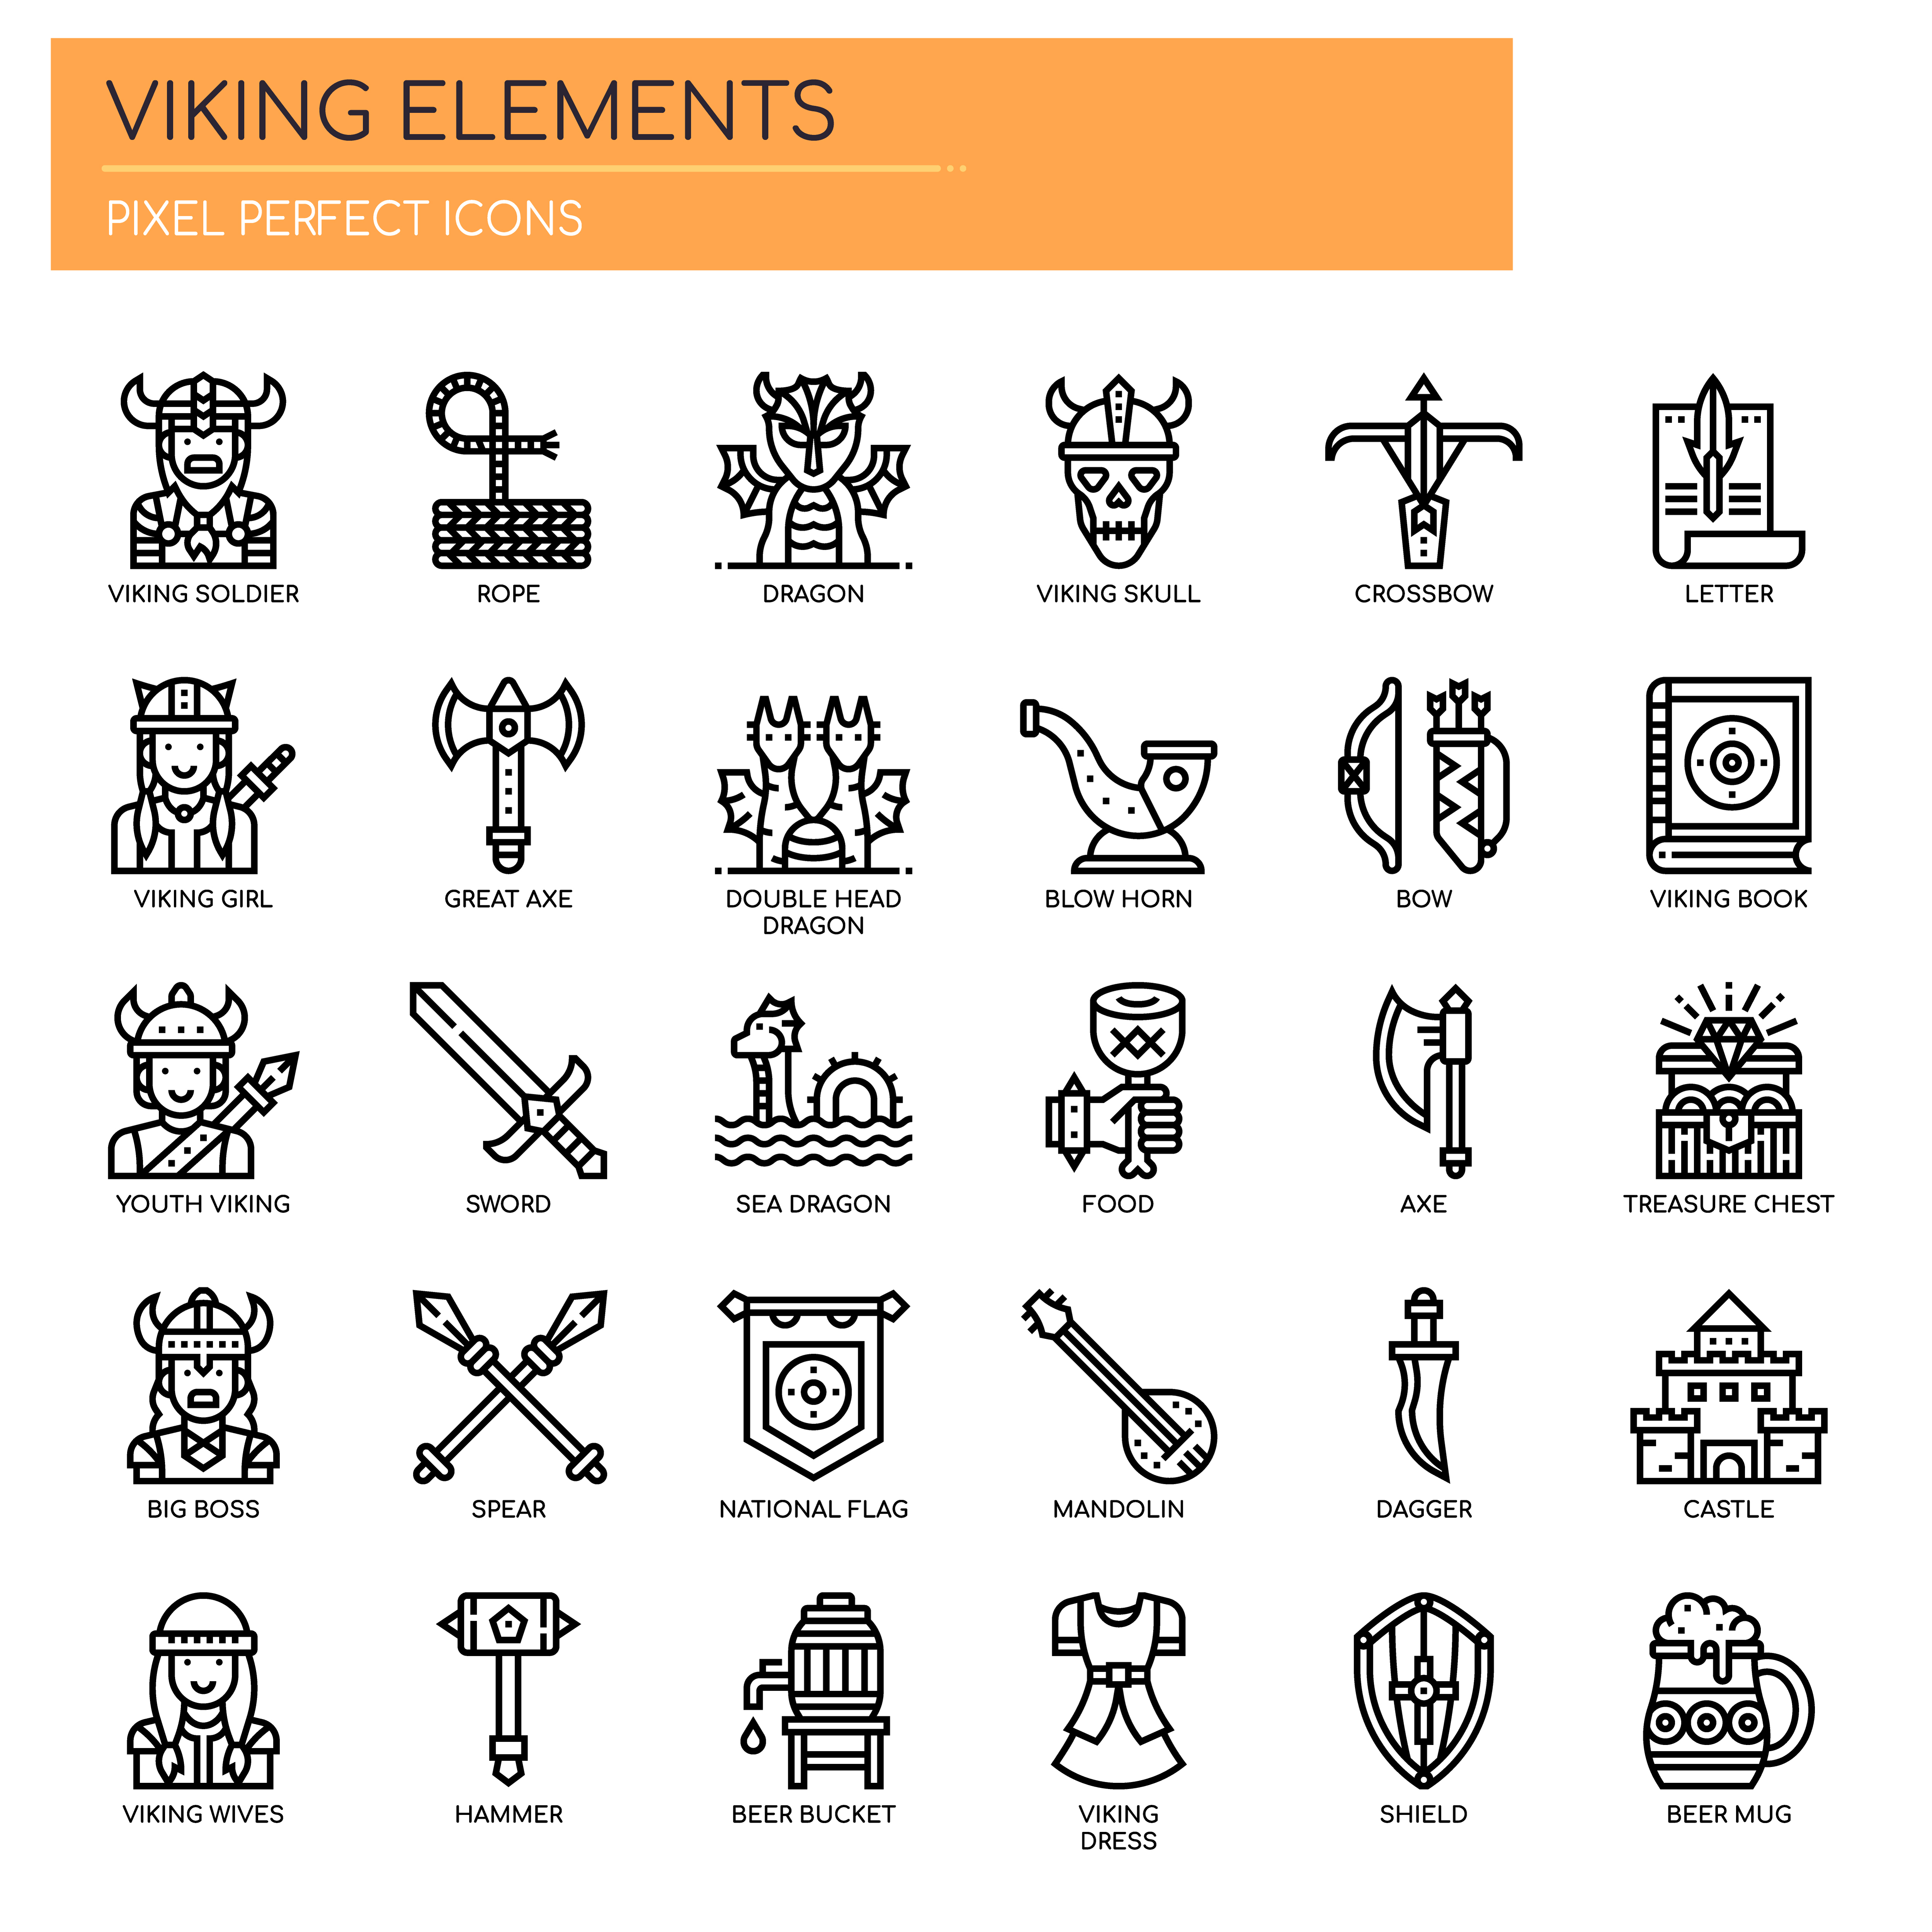 VIKING ELEMENTS
PIXEL PERFECT ICONS
VIKING SOLDIER
ROPE
DRAGON
VIKING SKULL
CROSSBOW
LETTER
VIKING GIRL
GREAT AXE
DOUBLE HEAD
DRAGON
BLOW HORN
BOW
VIKING BOOK
YOUTH VIKING
SWORD
SEA DRAGON
FOOD
AXE
TREASURE CHEST
BIG BOSS
SPEAR
NATIONAL FLAG
MANDOLIN
DAGGER
CASTLE
VIKING WIVES
HAMMER
BEER BUCKET
VIKING
DRESS
SHIELD
BEER MUG